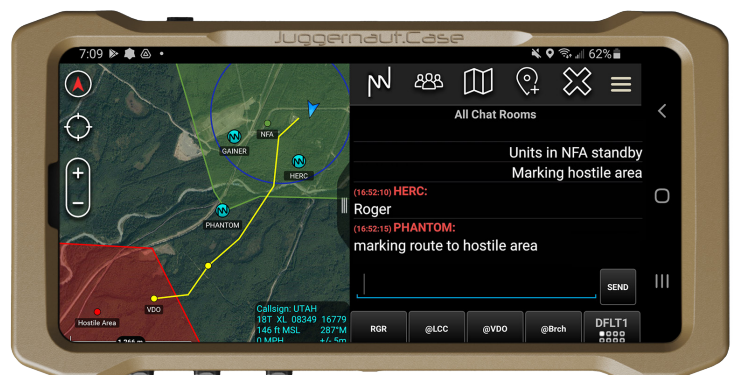 Juggernaut.Case
7:09
62%
All Chat Rooms
Units in NFA standby
Marking hostile area
(16:52:10) HERC:
Roger
(16:52:15) PHANTOM:
marking route to hostile area
SEND
RGR
@LCC
@VDO
@Brch
DFLT1
NFA
GAINER
HERC
PHANTOM
VDO
Hostile Area
Callsign: UTAH
18T XL 08349 16779
146 ft MSL 287°M
0 MPH +/- 5m
1,266 m